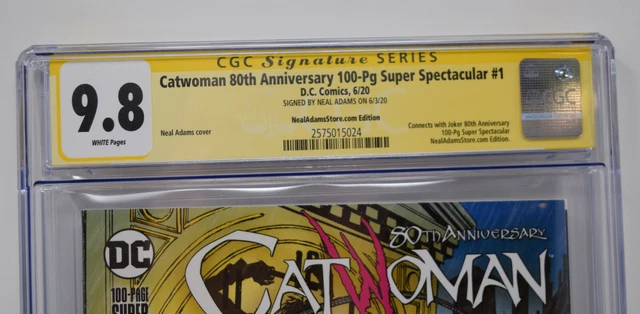 CGC Signature SERIES
Catwoman 80th Anniversary 100-Pg Super Spectacular #1
D.C. Comics, 6/20
SIGNED BY NEAL ADAMS ON 6/3/20
NealAdamsStore.com Edition
2575015024
9.8
WHITE Pages
Neal Adams cover
Connects with Joker 80th Anniversary
100-Pg Super Spectacular
NealAdamsStore.com Edition.
CGC
DC
100-PAGE
SUPER
80TH ANNIVERSARY
CATWOMAN